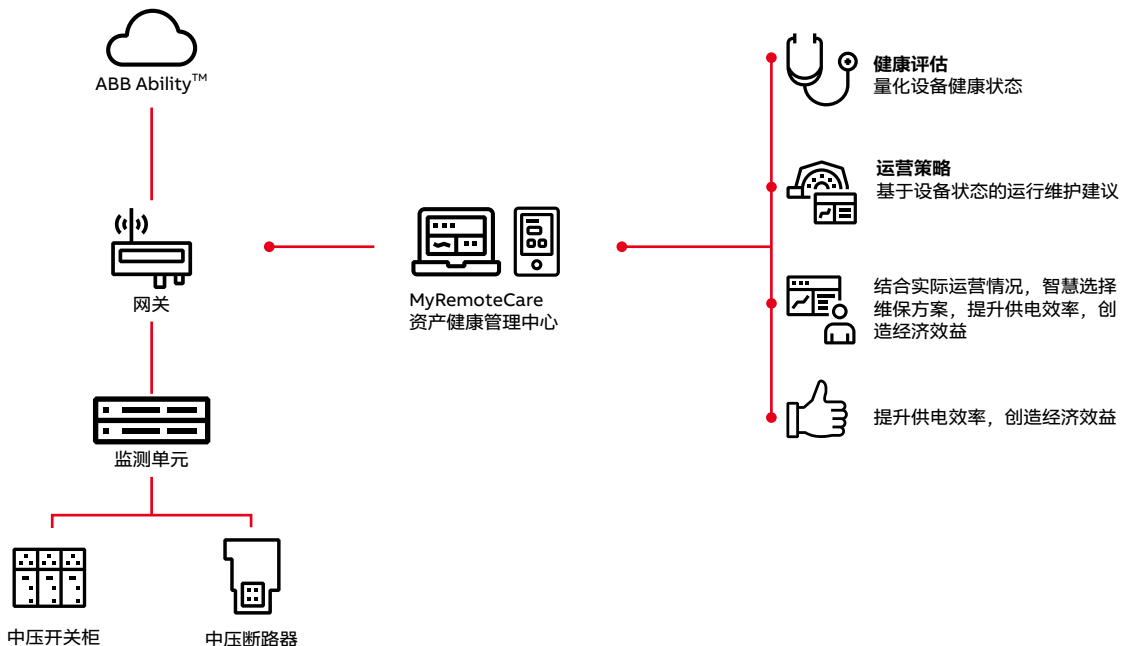 ABB Ability™
网关
监测单元
中压开关柜
中压断路器
MyRemoteCare
资产健康管理中心
健康评估
量化设备健康状态
运营策略
基于设备状态的运行维护建议
结合实际运营情况，智慧选择
维保方案，提升供电效率，创
造经济效益
提升供电效率，创造经济效益